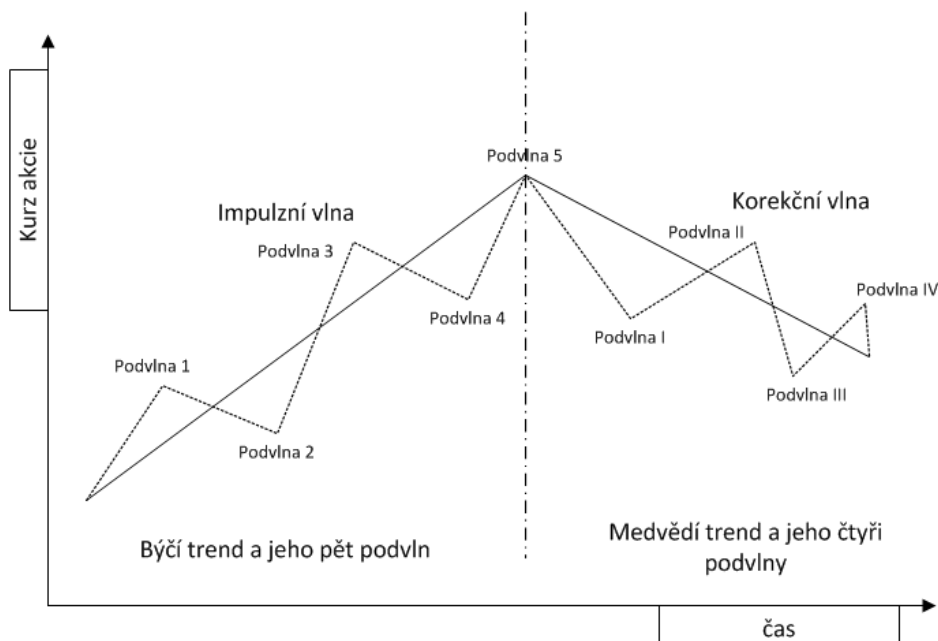 Kurz akcie
Podvlna 5
Impulzní vlna
Korekční vlna
Podvlna 3
Podvlna II
Podvlna IV
Podvlna 4
Podvlna I
Podvlna 1
Podvlna III
Podvlna 2
Býčí trend a jeho pět podvln
Medvědí trend a jeho čtyři
podvlny
čas